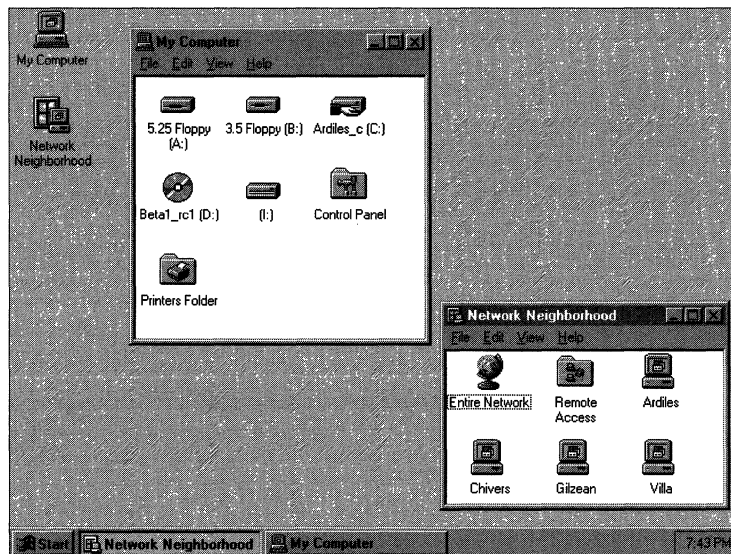 My Computer
Network
Neighborhood
My Computer
File Edit View Help
5.25 Floppy
(A:)
3.5 Floppy (B:)
Ardiles_c (C:)
Beta1_rc1 (D:)
(I:)
Control Panel
Printers Folder
Network Neighborhood
File Edit View Help
Entire Network
Remote
Access
Ardiles
Chivers
Gilzean
Villa
Start
Network Neighborhood
My Computer
7:43 PM